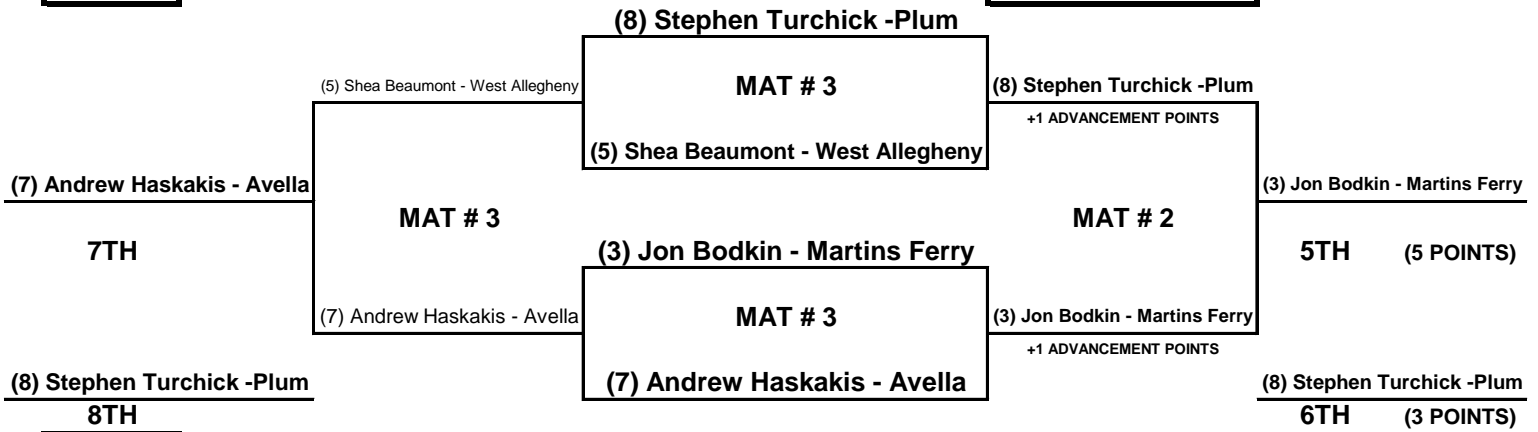 (8) Stephen Turchick -Plum
(5) Shea Beaumont - West Allegheny
MAT # 3
(8) Stephen Turchick -Plum
+1 ADVANCEMENT POINTS
(5) Shea Beaumont - West Allegheny
(7) Andrew Haskakis - Avella
(3) Jon Bodkin - Martins Ferry
MAT # 3
MAT # 2
7TH
(3) Jon Bodkin - Martins Ferry
5TH (5 POINTS)
(7) Andrew Haskakis - Avella
MAT # 3
(3) Jon Bodkin - Martins Ferry
+1 ADVANCEMENT POINTS
(8) Stephen Turchick -Plum
(7) Andrew Haskakis - Avella
(8) Stephen Turchick -Plum
8TH
6TH (3 POINTS)